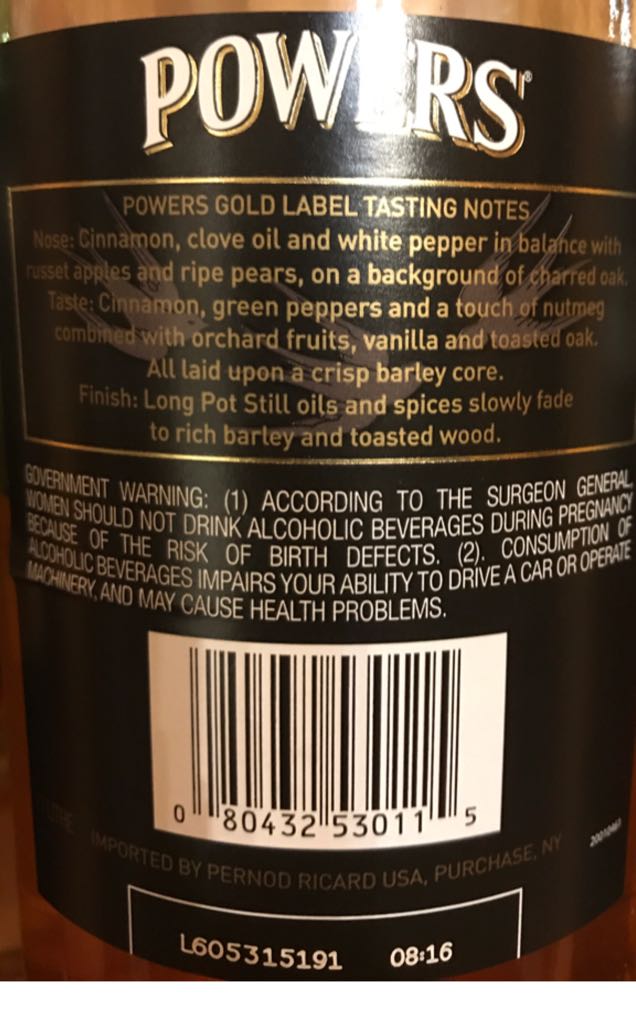 POWERS®
POWERS GOLD LABEL TASTING NOTES
Nose: Cinnamon, clove oil and white pepper in balance with
russet apples and ripe pears, on a background of charred oak.
Taste: Cinnamon, green peppers and a touch of nutmeg
combined with orchard fruits, vanilla and toasted oak.
All laid upon a crisp barley core.
Finish: Long Pot Still oils and spices slowly fade
to rich barley and toasted wood.
GOVERNMENT WARNING: (1) ACCORDING TO THE SURGEON GENERAL,
WOMEN SHOULD NOT DRINK ALCOHOLIC BEVERAGES DURING PREGNANCY
BECAUSE OF THE RISK OF BIRTH DEFECTS. (2). CONSUMPTION OF
ALCOHOLIC BEVERAGES IMPAIRS YOUR ABILITY TO DRIVE A CAR OR OPERATE
MACHINERY, AND MAY CAUSE HEALTH PROBLEMS.
0 80432 53011 5
IMPORTED BY PERNOD RICARD USA, PURCHASE, NY
L605315191 08:16